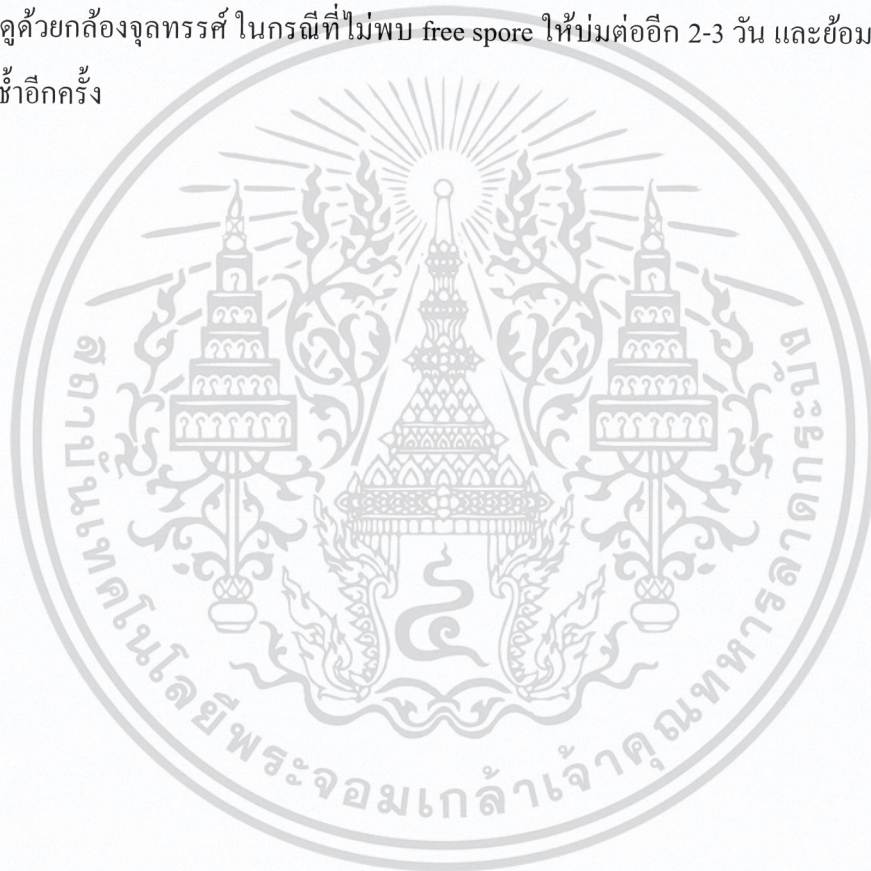 ดูด้วยกล้องจุลทรรศ์ ในกรณีที่ไม่พบ free spore ให้บ่มต่ออีก 2-3 วัน และย้อม
ซ้ำอีกครั้ง
สถาบันเทคโนโลยีพระจอมเกล้าเจ้าคุณทหารลาดกระบัง
๔